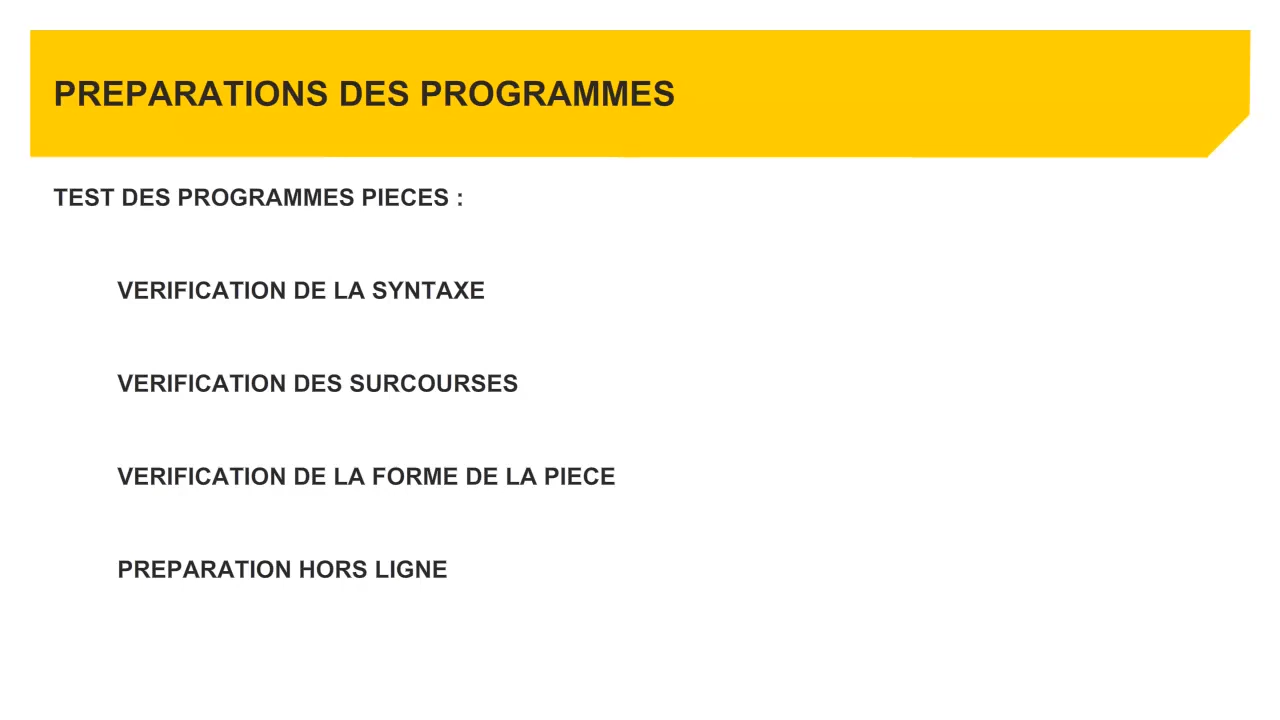 PREPARATIONS DES PROGRAMMES
TEST DES PROGRAMMES PIECES :
VERIFICATION DE LA SYNTAXE
VERIFICATION DES SURCOURSES
VERIFICATION DE LA FORME DE LA PIECE
PREPARATION HORS LIGNE